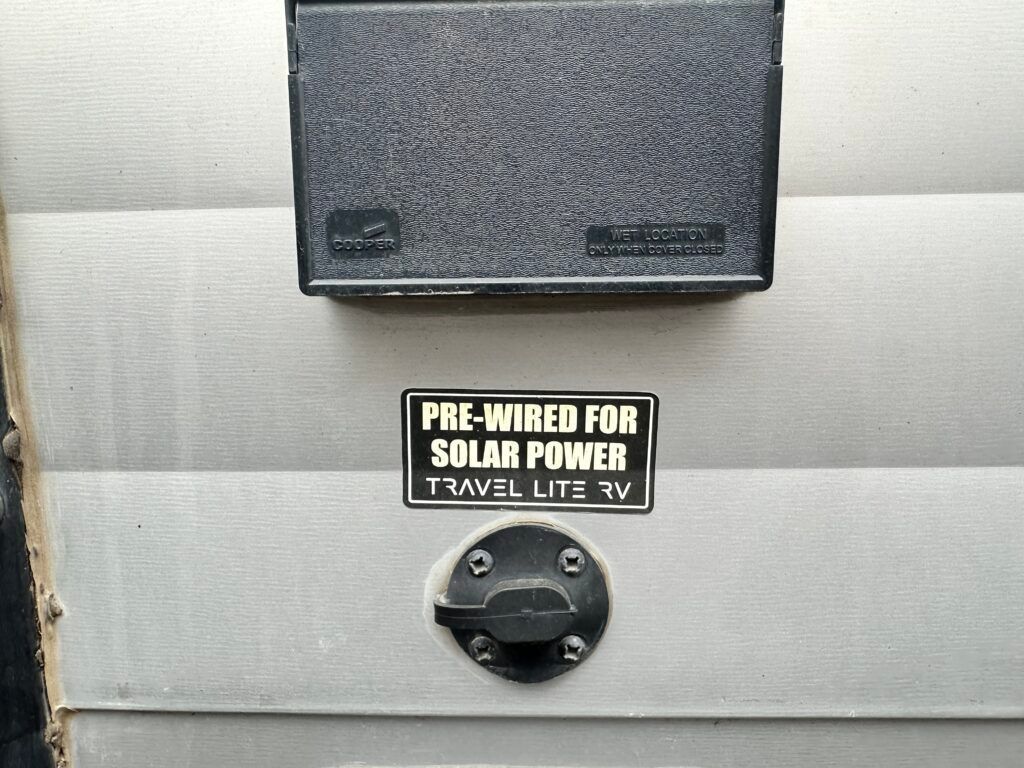 COOPER
WET LOCATION
ONLY WHEN COVER CLOSED
PRE-WIRED FOR
SOLAR POWER
TRAVEL LITE RV